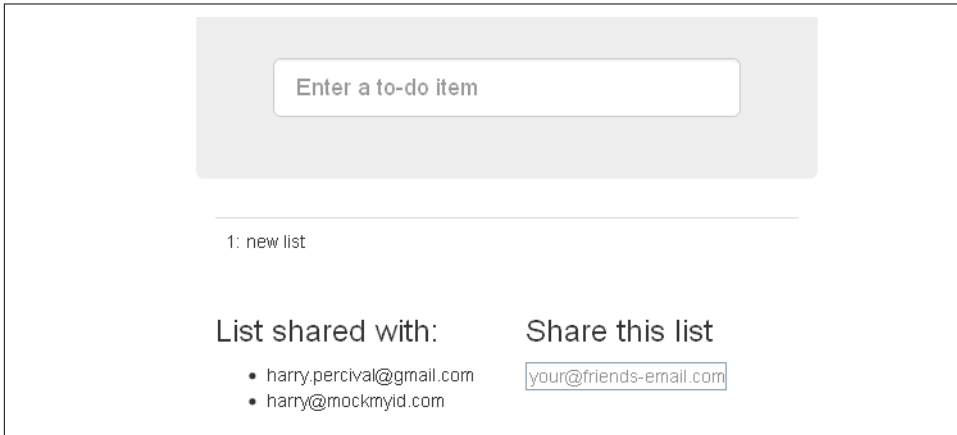 Enter a to-do item
1: new list
List shared with:
harry.percival@gmail.com
harry@mockmyid.com
Share this list
your@friends-email.com